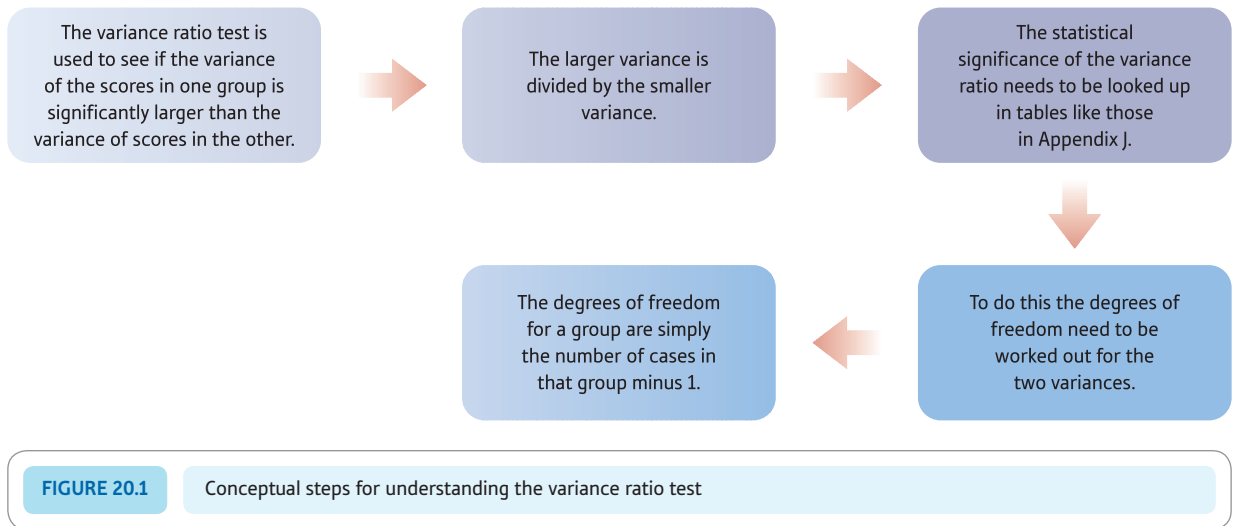 The variance ratio test is
used to see if the variance
of the scores in one group is
significantly larger than the
variance of scores in the other.
The larger variance is
divided by the smaller
variance.
The statistical
significance of the variance
ratio needs to be looked up
in tables like those
in Appendix J.
To do this the degrees of
freedom need to be
worked out for the
two variances.
The degrees of freedom
for a group are simply
the number of cases in
that group minus 1.
FIGURE 20.1
Conceptual steps for understanding the variance ratio test